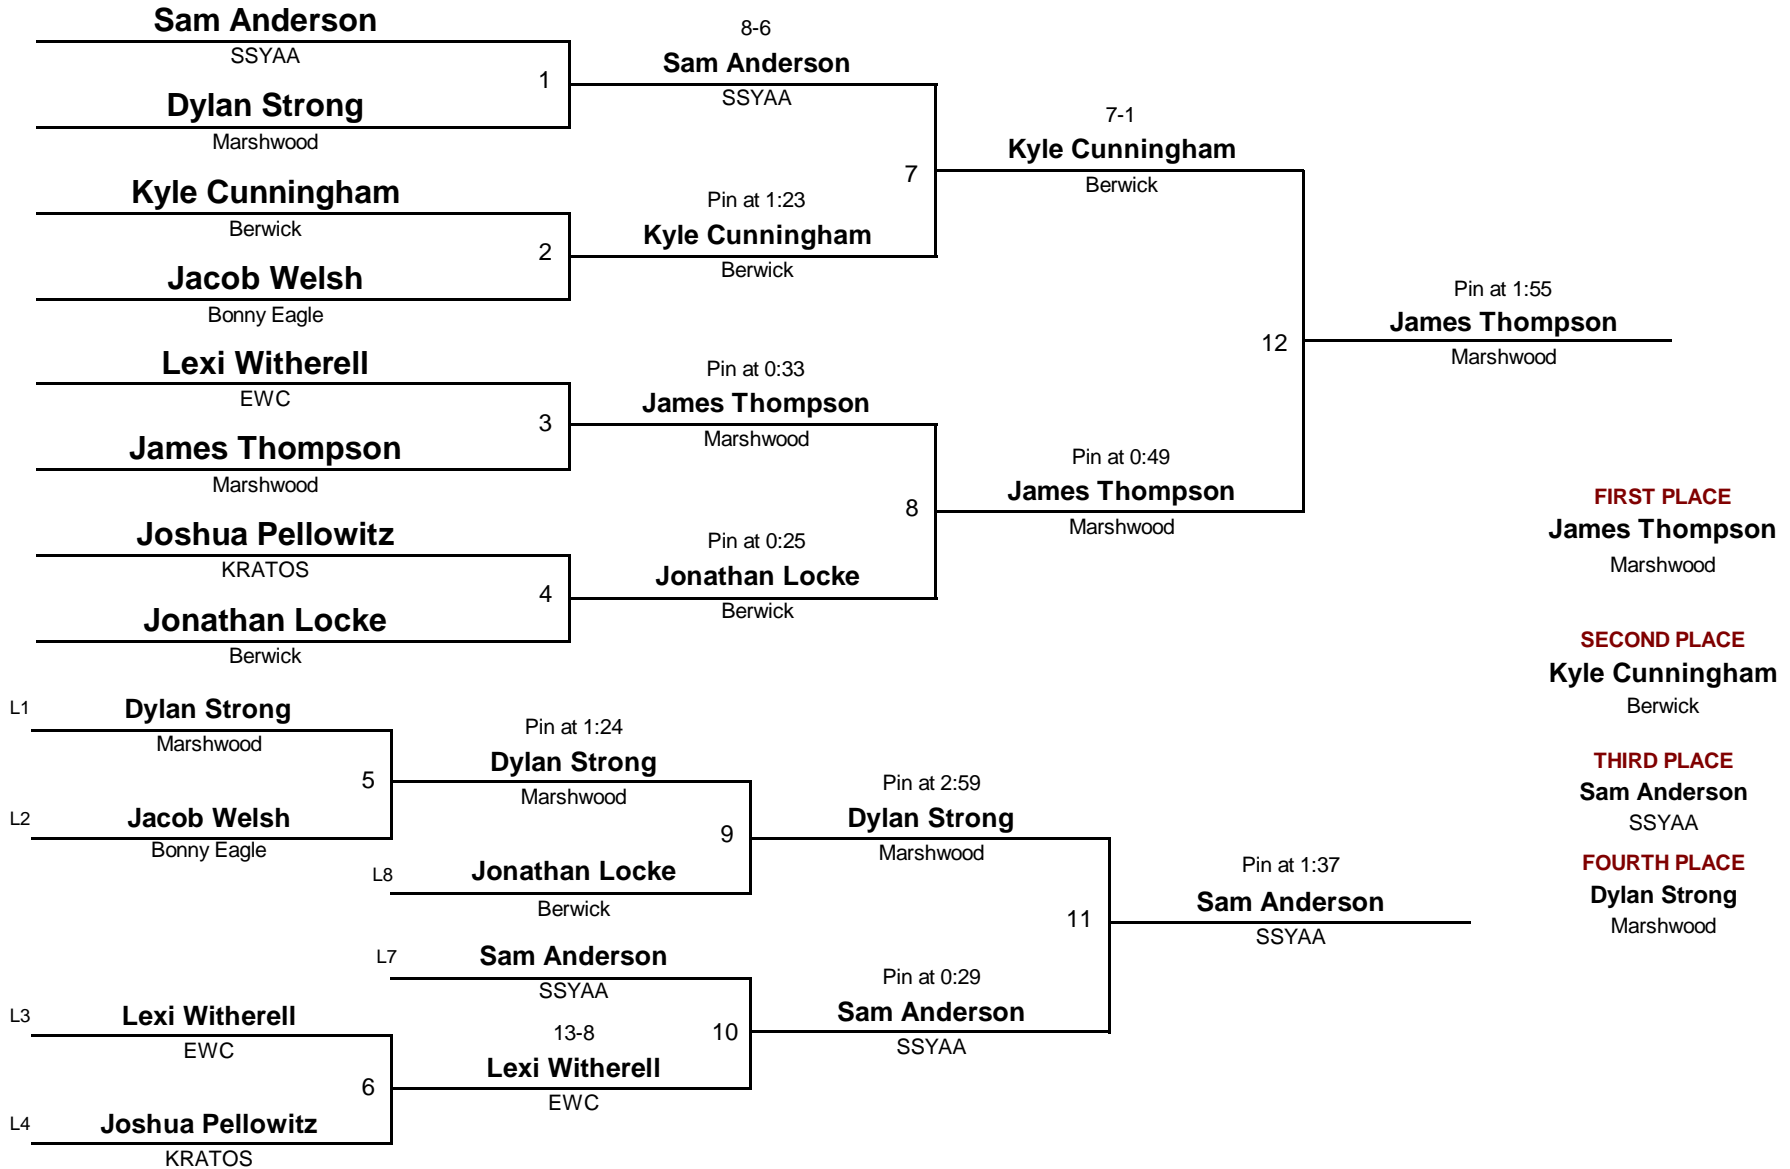 Sam Anderson
SSYAA
1
Dylan Strong
Marshwood
Kyle Cunningham
Berwick
2
Jacob Welsh
Bonny Eagle
Lexi Witherell
EWC
3
James Thompson
Marshwood
Joshua Pellowitz
KRATOS
4
Jonathan Locke
Berwick
8-6
Sam Anderson
SSYAA
7
Pin at 1:23
Kyle Cunningham
Berwick
Pin at 0:33
James Thompson
Marshwood
8
Pin at 0:25
Jonathan Locke
Berwick
7-1
Kyle Cunningham
Berwick
12
Pin at 0:49
James Thompson
Marshwood
Pin at 1:55
James Thompson
Marshwood
L1
Dylan Strong
Marshwood
5
L2
Jacob Welsh
Bonny Eagle
L3
Lexi Witherell
EWC
6
L4
Joshua Pellowitz
KRATOS
Pin at 1:24
Dylan Strong
Marshwood
9
L8
Jonathan Locke
Berwick
L7
Sam Anderson
SSYAA
10
13-8
Lexi Witherell
EWC
Pin at 2:59
Dylan Strong
Marshwood
11
Pin at 0:29
Sam Anderson
SSYAA
Pin at 1:37
Sam Anderson
SSYAA
FIRST PLACE
James Thompson
Marshwood
SECOND PLACE
Kyle Cunningham
Berwick
THIRD PLACE
Sam Anderson
SSYAA
FOURTH PLACE
Dylan Strong
Marshwood